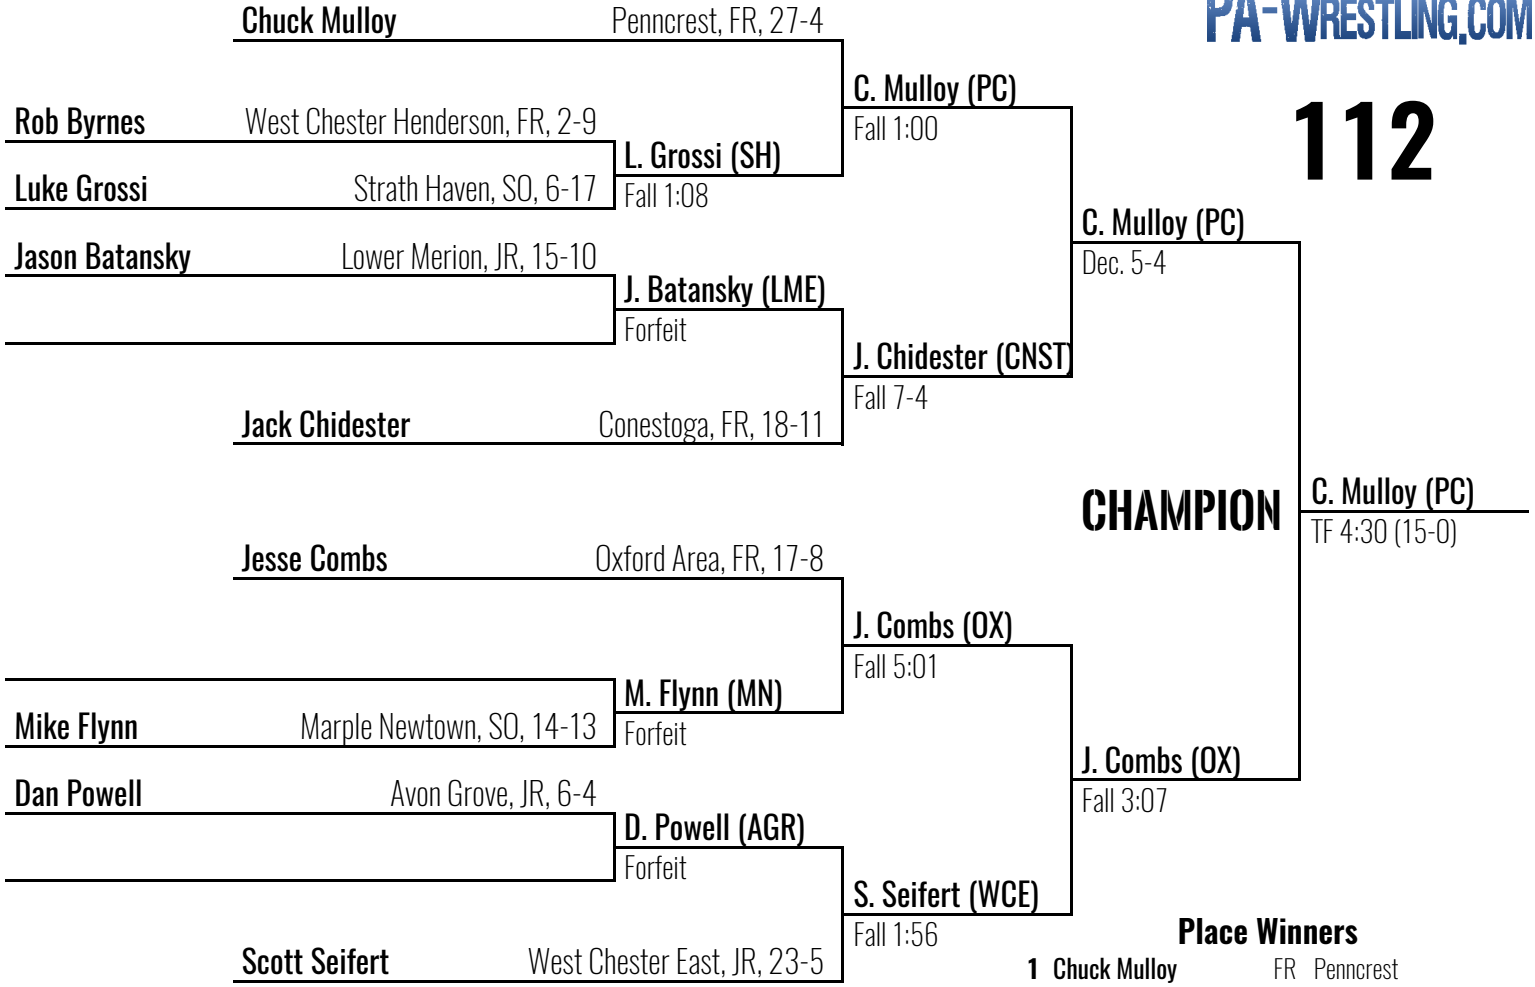 Chuck Mulloy Penncrest, FR, 27-4
PA-WRESTLING.COM
C. Mulloy (PC)
Fall 1:00
112
Rob Byrnes West Chester Henderson, FR, 2-9
L. Grossi (SH)
Fall 1:08
Luke Grossi Strath Haven, SO, 6-17
C. Mulloy (PC)
Dec. 5-4
Jason Batansky Lower Merion, JR, 15-10
J. Batansky (LME)
Forfeit
J. Chidester (CNST)
Fall 7-4
Jack Chidester Conestoga, FR, 18-11
CHAMPION
C. Mulloy (PC)
TF 4:30 (15-0)
Jesse Combs Oxford Area, FR, 17-8
J. Combs (OX)
Fall 5:01
M. Flynn (MN)
Forfeit
Mike Flynn Marple Newtown, SO, 14-13
J. Combs (OX)
Fall 3:07
Dan Powell Avon Grove, JR, 6-4
D. Powell (AGR)
Forfeit
S. Seifert (WCE)
Fall 1:56
Scott Seifert West Chester East, JR, 23-5
Place Winners
1 Chuck Mulloy FR Penncrest